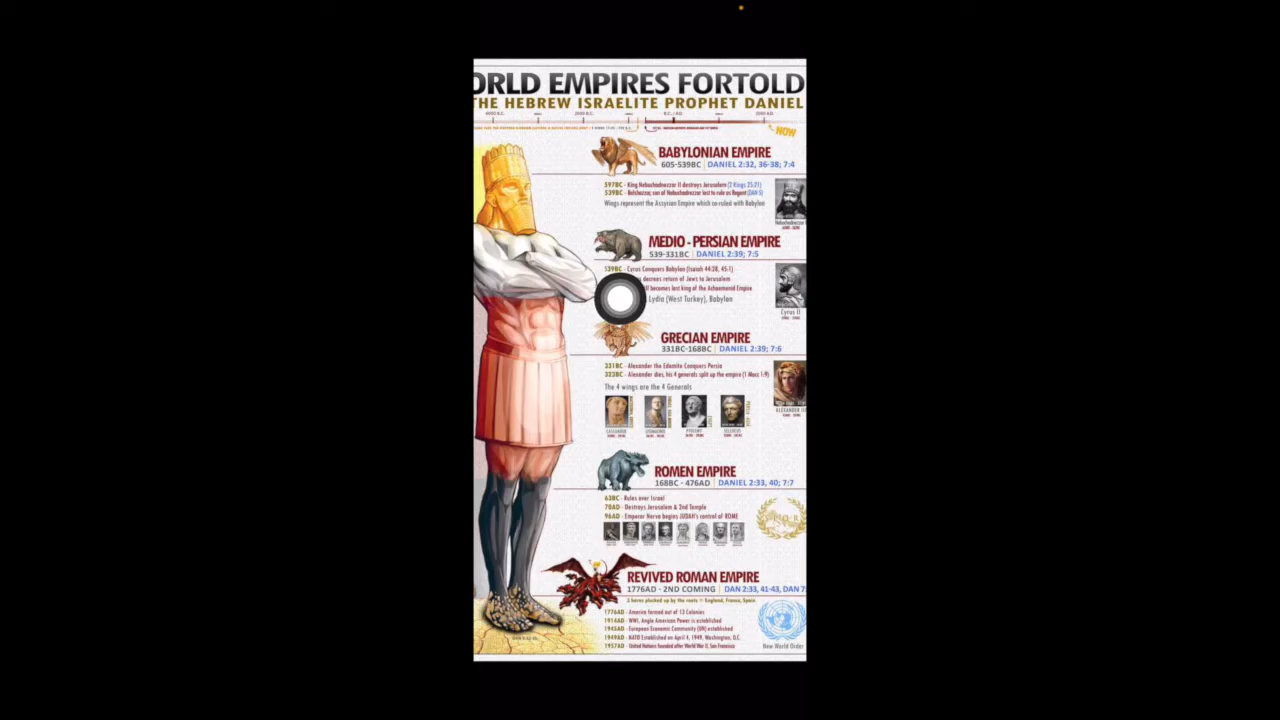 ORLD EMPIRES FORTOLD
THE HEBREW ISRAELITE PROPHET DANIEL
NOW
BABYLONIAN EMPIRE
605-539BC | DANIEL 2:32, 36-38; 7:4
597BC - King Nebuchadnezzar II destroys Jerusalem (2 Kings 25:21)
539BC - Belshazzar, son of Nebuchadnezzar last to rule as Regent (DAN 5)
Wings represent the Assyrian Empire which co-ruled with Babylon
Nebuchadnezzar
MEDIO - PERSIAN EMPIRE
539-331BC | DANIEL 2:39; 7:5
539BC - Cyrus Conquers Babylon (Isaiah 44:28, 45:1)
decrees return of Jews to Jerusalem
III becomes last king of the Achaemenid Empire
Lydia (West Turkey), Babylon
Cyrus II
GRECIAN EMPIRE
331BC-168BC | DANIEL 2:39; 7:6
331BC - Alexander the Edomite Conquers Persia
323BC - Alexander dies, his 4 generals split up the empire (1 Macc 1:9)
The 4 wings are the 4 Generals
ALEXANDER III
CASSANDER
LYSIMACHUS
PTOLEMY
SELEUCUS
ROMEN EMPIRE
168BC - 476AD | DANIEL 2:33, 40; 7:7
63BC - Rules over Israel
70AD - Destroys Jerusalem & 2nd Temple
96AD - Emperor Nerva begins JUDAH's control of ROME
SPQR
REVIVED ROMAN EMPIRE
1776AD - 2ND COMING | DAN 2:33, 41-43, DAN 7:
3 horns plucked up by the roots = England, France, Spain
1776AD - America formed out of 13 Colonies
1914AD - WWI, Angle American Power is established
1945AD - European Economic Community (UN) established
1949AD - NATO Established on April 4, 1949, Washington, D.C.
1957AD - United Nations founded after World War II, San Francisco
New World Order